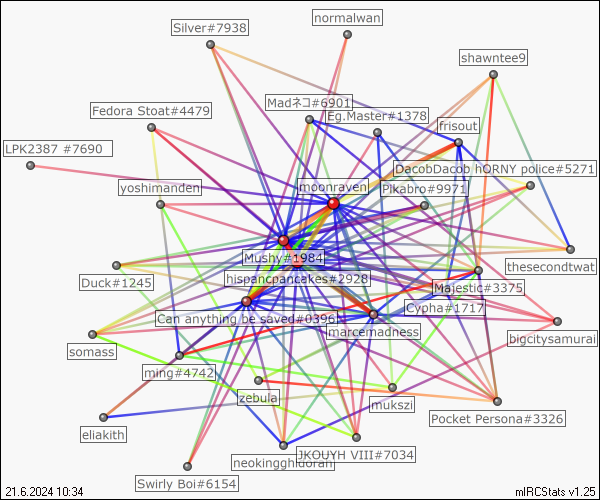 normalwan
Silver#7938
shawntee9
Madネコ#6901
Fedora Stoat#4479
Eg.Master#1378
frisout
LPK2387 #7690
DacobDacob hORNY police#5271
yoshimanden
moonraven
Pikabro#9971
Mushy#1984
thesecondtwat
Duck#1245
hispancpancakes#2928
Majestic#3375
Cypha#1717
Can anything be saved#0396
marcemadness
bigcitysamurai
somass
ming#4742
zebula
mukszi
Pocket Persona#3326
eliakith
JKOUYH VIII#7034
neokingghidorah
Swirly Boi#6154
21.6.2024 10:34
mIRCStats v1.25